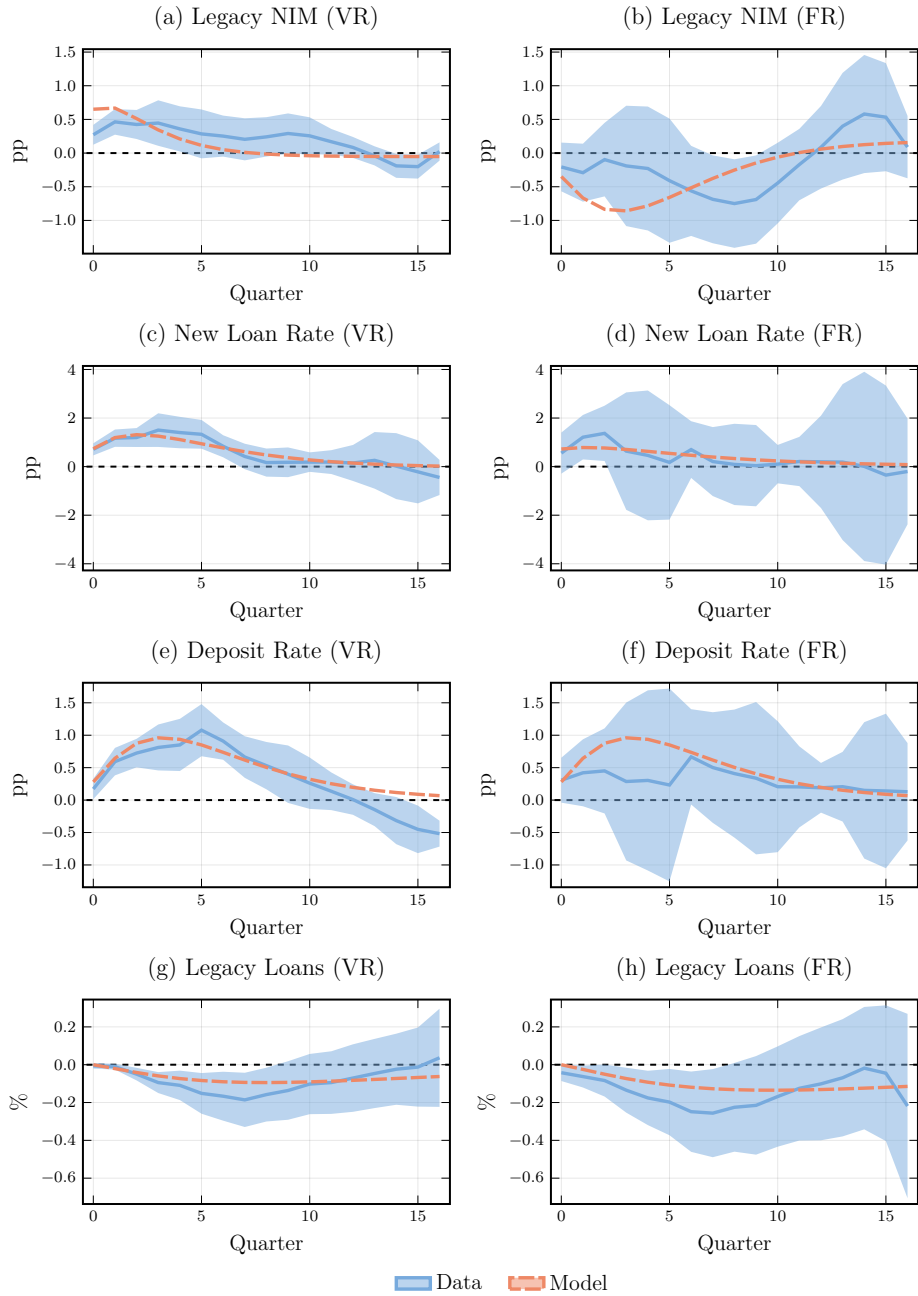 (a) Legacy NIM (VR)
1.5
1.0
0.5
0.0
−0.5
−1.0
pp
0 5 10 15
Quarter
(b) Legacy NIM (FR)
1.5
1.0
0.5
0.0
−0.5
−1.0
pp
0 5 10 15
Quarter
(c) New Loan Rate (VR)
4
2
0
−2
−4
pp
0 5 10 15
Quarter
(d) New Loan Rate (FR)
4
2
0
−2
−4
pp
0 5 10 15
Quarter
(e) Deposit Rate (VR)
1.5
1.0
0.5
0.0
−0.5
−1.0
pp
0 5 10 15
Quarter
(f) Deposit Rate (FR)
1.5
1.0
0.5
0.0
−0.5
−1.0
pp
0 5 10 15
Quarter
(g) Legacy Loans (VR)
0.2
0.0
−0.2
−0.4
−0.6
%
0 5 10 15
Quarter
(h) Legacy Loans (FR)
0.2
0.0
−0.2
−0.4
−0.6
%
0 5 10 15
Quarter
Data Model